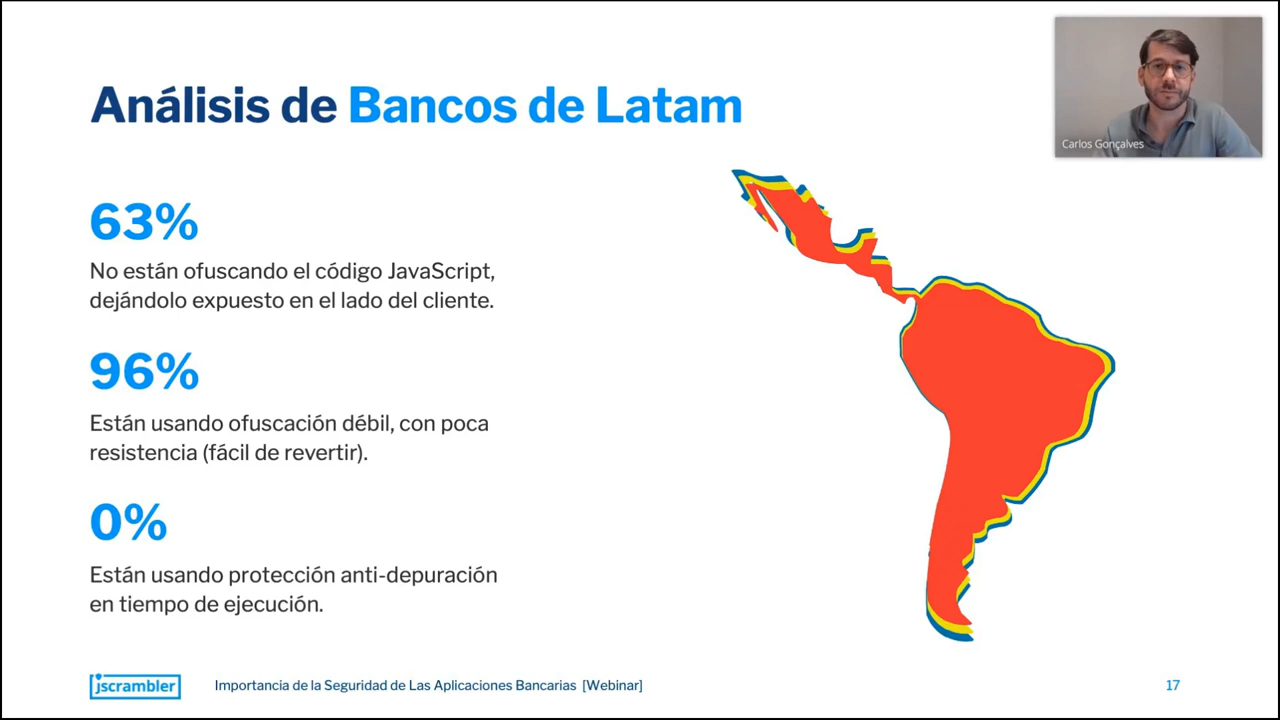 Análisis de Bancos de Latam
Carlos Gonçalves
63%
No están ofuscando el código JavaScript,
dejándolo expuesto en el lado del cliente.
96%
Están usando ofuscación débil, con poca
resistencia (fácil de revertir).
0%
Están usando protección anti-depuración
en tiempo de ejecución.
jscrambler
Importancia de la Seguridad de Las Aplicaciones Bancarias [Webinar]
17